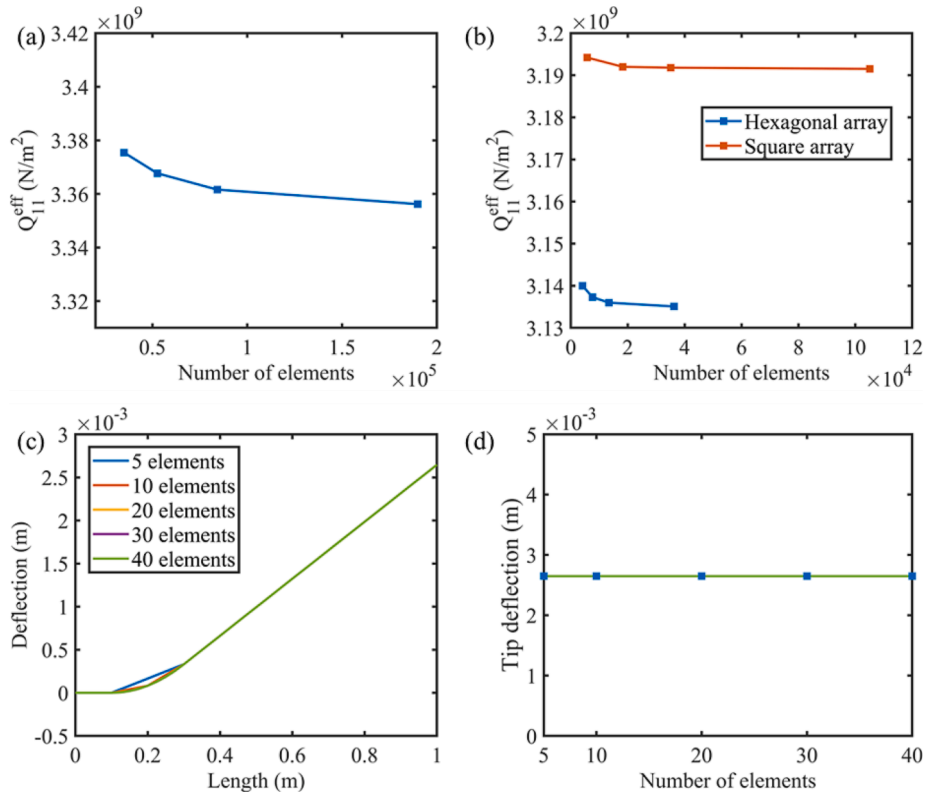 (a)
×10^9
3.42
3.4
3.38
3.36
3.34
3.32
Q_11^eff (N/m^2)
0.5
1
1.5
2
Number of elements
×10^5
(b)
×10^9
3.2
3.19
3.18
3.17
3.16
3.15
3.14
3.13
Q_11^eff (N/m^2)
Hexagonal array
Square array
0
2
4
6
8
10
12
Number of elements
×10^4
(c)
×10^-3
3
2.5
2
1.5
1
0.5
0
-0.5
Deflection (m)
5 elements
10 elements
20 elements
30 elements
40 elements
0
0.2
0.4
0.6
0.8
1
Length (m)
(d)
×10^-3
5
4
3
2
1
0
Tip deflection (m)
5
10
20
30
40
Number of elements